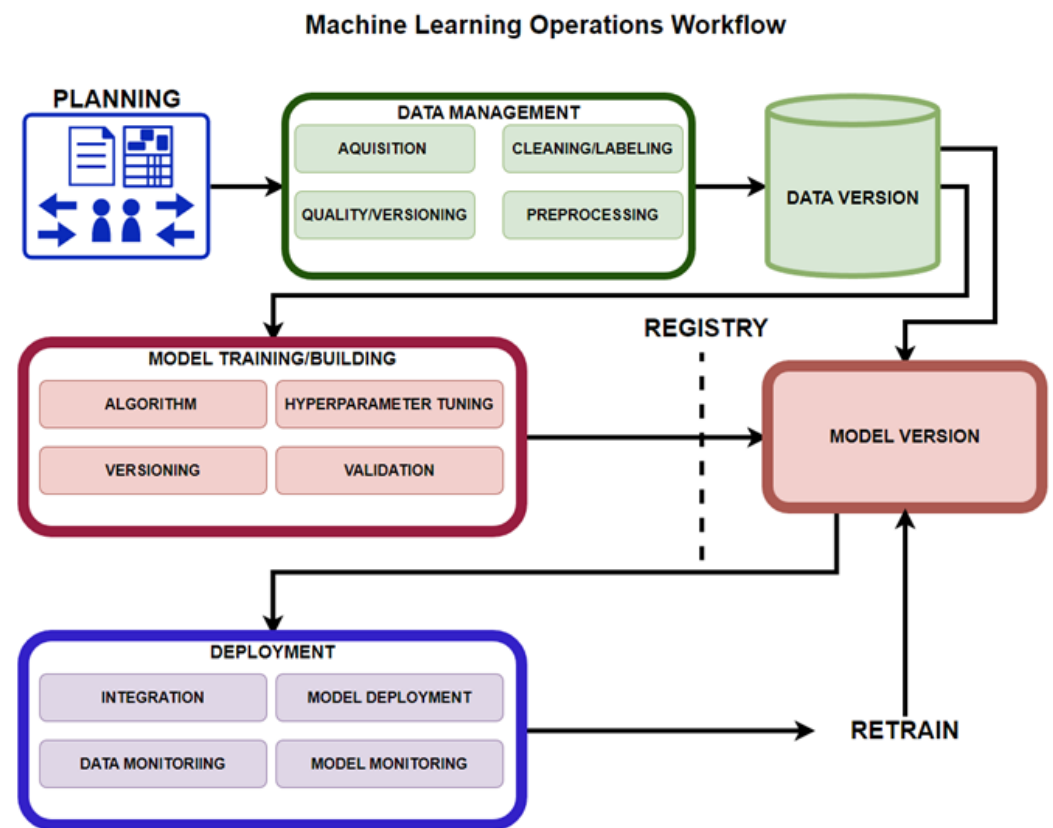 Machine Learning Operations Workflow
PLANNING
DATA MANAGEMENT
AQUISITION
CLEANING/LABELING
QUALITY/VERSIONING
PREPROCESSING
DATA VERSION
REGISTRY
MODEL TRAINING/BUILDING
ALGORITHM
HYPERPARAMETER TUNING
VERSIONING
VALIDATION
MODEL VERSION
DEPLOYMENT
INTEGRATION
MODEL DEPLOYMENT
DATA MONITORIING
MODEL MONITORING
RETRAIN